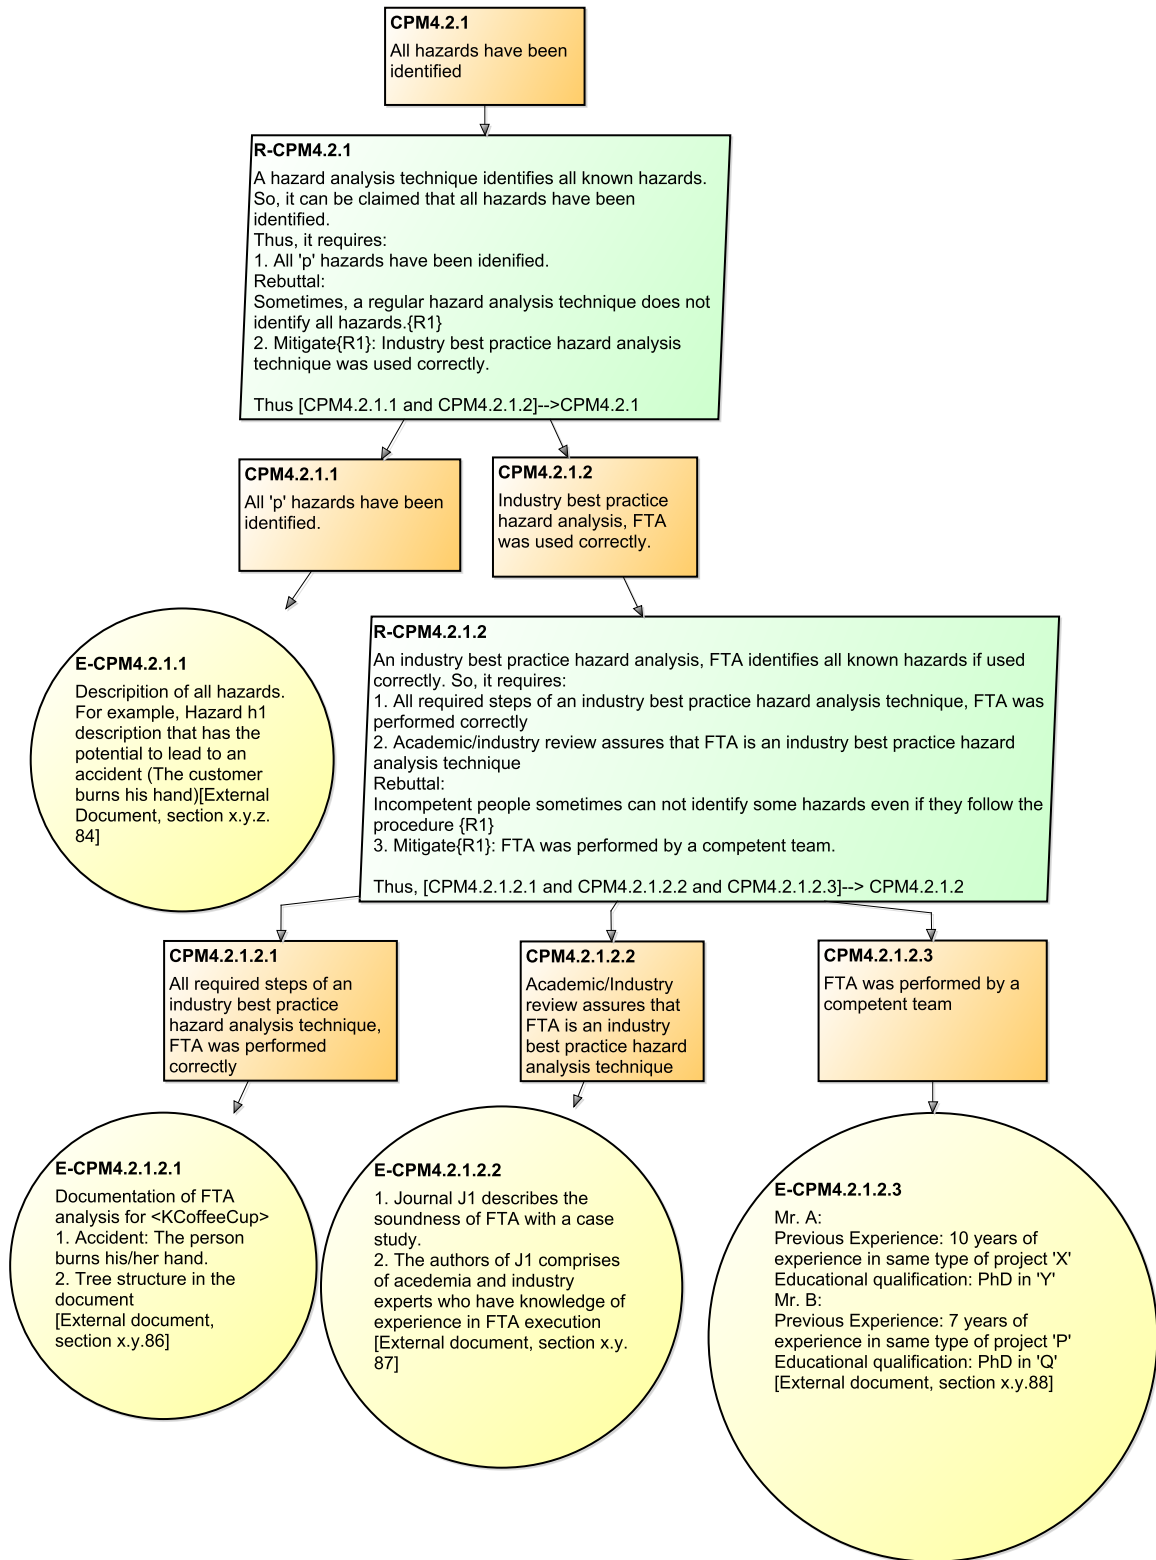 CPM4.2.1
All hazards have been
identified
R-CPM4.2.1
A hazard analysis technique identifies all known hazards.
So, it can be claimed that all hazards have been
identified.
Thus, it requires:
1. All 'p' hazards have been idenified.
Rebuttal:
Sometimes, a regular hazard analysis technique does not
identify all hazards.{R1}
2. Mitigate{R1}: Industry best practice hazard analysis
technique was used correctly.
Thus [CPM4.2.1.1 and CPM4.2.1.2]-->CPM4.2.1
CPM4.2.1.1
All 'p' hazards have been
identified.
CPM4.2.1.2
Industry best practice
hazard analysis, FTA
was used correctly.
E-CPM4.2.1.1
Descripition of all hazards.
For example, Hazard h1
description that has the
potential to lead to an
accident (The customer
burns his hand)[External
Document, section x.y.z.
84]
R-CPM4.2.1.2
An industry best practice hazard analysis, FTA identifies all known hazards if used
correctly. So, it requires:
1. All required steps of an industry best practice hazard analysis technique, FTA was
performed correctly
2. Academic/industry review assures that FTA is an industry best practice hazard
analysis technique
Rebuttal:
Incompetent people sometimes can not identify some hazards even if they follow the
procedure {R1}
3. Mitigate{R1}: FTA was performed by a competent team.
Thus, [CPM4.2.1.2.1 and CPM4.2.1.2.2 and CPM4.2.1.2.3]--> CPM4.2.1.2
CPM4.2.1.2.1
All required steps of an
industry best practice
hazard analysis technique,
FTA was performed
correctly
CPM4.2.1.2.2
Academic/Industry
review assures that
FTA is an industry
best practice hazard
analysis technique
CPM4.2.1.2.3
FTA was performed by a
competent team
E-CPM4.2.1.2.1
Documentation of FTA
analysis for <KCoffeeCup>
1. Accident: The person
burns his/her hand.
2. Tree structure in the
document
[External document,
section x.y.86]
E-CPM4.2.1.2.2
1. Journal J1 describes the
soundness of FTA with a case
study.
2. The authors of J1 comprises
of acedemia and industry
experts who have knowledge of
experience in FTA execution
[External document, section x.y.
87]
E-CPM4.2.1.2.3
Mr. A:
Previous Experience: 10 years of
experience in same type of project 'X'
Educational qualification: PhD in 'Y'
Mr. B:
Previous Experience: 7 years of
experience in same type of project 'P'
Educational qualification: PhD in 'Q'
[External document, section x.y.88]